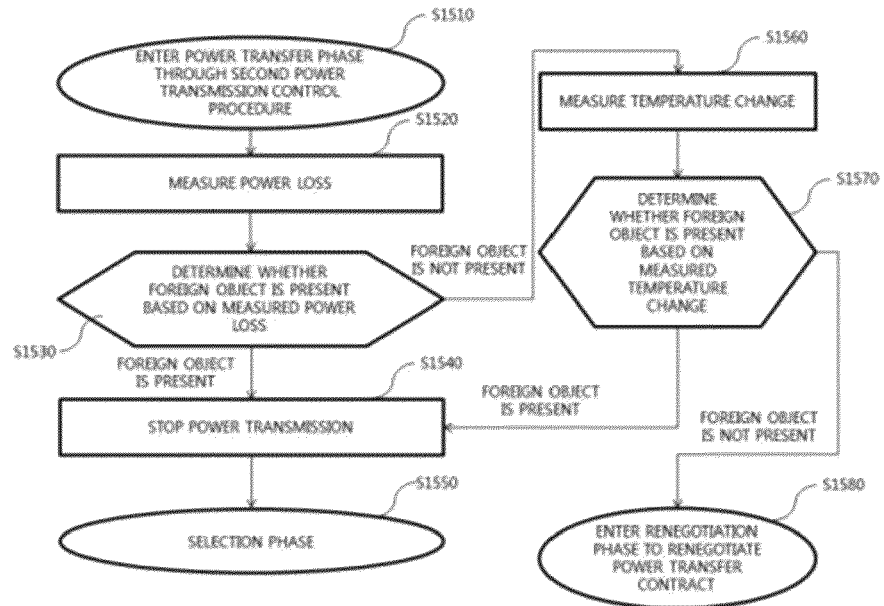 S1510
ENTER POWER TRANSFER PHASE
THROUGH SECOND POWER
TRANSMISSION CONTROL
PROCEDURE
S1520
MEASURE POWER LOSS
DETERMINE WHETHER
FOREIGN OBJECT IS PRESENT
BASED ON MEASURED POWER
LOSS
S1530
FOREIGN OBJECT
IS NOT PRESENT
FOREIGN OBJECT
IS PRESENT
S1540
STOP POWER TRANSMISSION
S1550
SELECTION PHASE
S1560
MEASURE TEMPERATURE CHANGE
S1570
DETERMINE
WHETHER FOREIGN
OBJECT IS PRESENT
BASED ON
MEASURED
TEMPERATURE
CHANGE
FOREIGN OBJECT
IS PRESENT
FOREIGN OBJECT
IS NOT PRESENT
S1580
ENTER RENEGOTIATION
PHASE TO RENEGOTIATE
POWER TRANSFER
CONTRACT